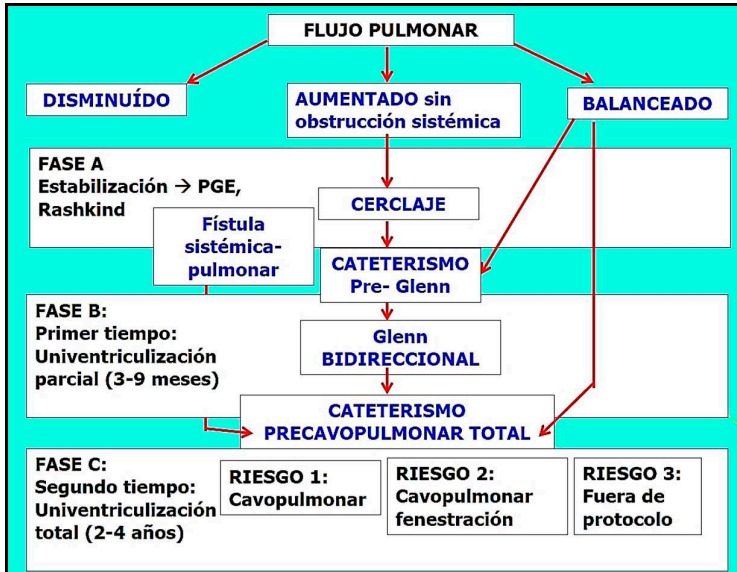 FLUJO PULMONAR
DISMINUÍDO
AUMENTADO sin
obstrucción sistémica
BALANCEADO
FASE A
Estabilización → PGE,
Rashkind
CERCLAJE
Fístula
sistémica-
pulmonar
CATETERISMO
Pre- Glenn
FASE B:
Primer tiempo:
Univentriculización
parcial (3-9 meses)
Glenn
BIDIRECCIONAL
CATETERISMO
PRECAVOPULMONAR TOTAL
FASE C:
Segundo tiempo:
Univentriculización
total (2-4 años)
RIESGO 1:
Cavopulmonar
RIESGO 2:
Cavopulmonar
fenestración
RIESGO 3:
Fuera de
protocolo